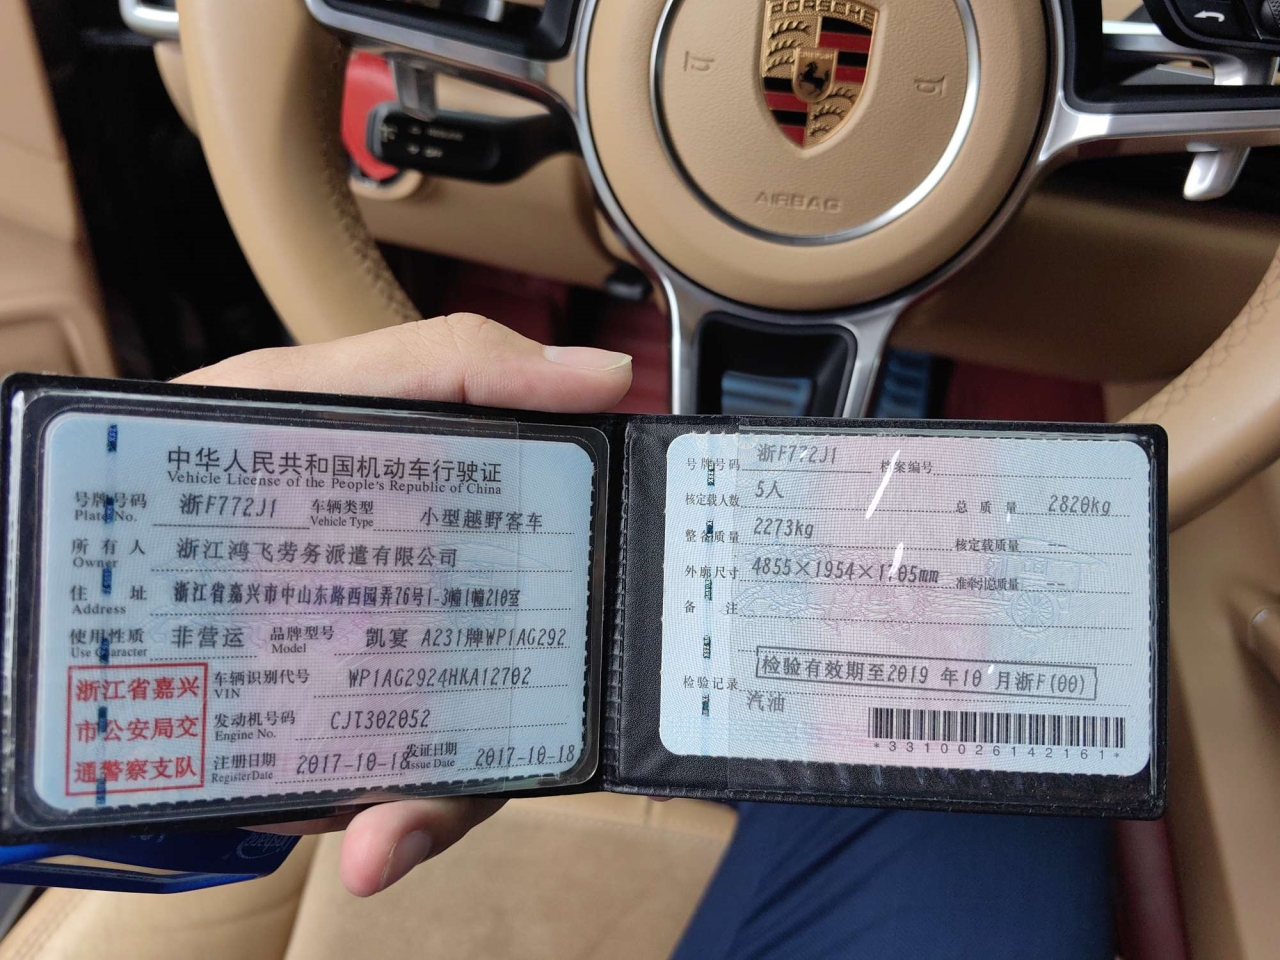 PORSCHE
AIRBAG
中华人民共和国机动车行驶证
Vehicle License of the People's Republic of China
号牌号码 浙F772J1 车辆类型 小型越野客车
Plate No. Vehicle Type
所有人 浙江鸿飞劳务派遣有限公司
Owner
住址 浙江省嘉兴市中山东路西园弄76号1-3幢1幢210室
Address
使用性质 非营运 品牌型号 凯宴 A231牌WP1AG292
Use Character Model
浙江省嘉兴
市公安局交
通警察支队
车辆识别代号 WP1AG2924HKA12702
VIN
发动机号码 CJT302052
Engine No.
注册日期 2017-10-18 发证日期 2017-10-18
Register Date Issue Date
号牌号码 浙F772J1 档案编号
核定载人数 5人 总质量 2820kg
整备质量 2273kg 核定载质量 --
外廓尺寸 4855×1954×1705mm 准牵引总质量 --
备注
检验有效期至2019 年10 月浙F(00)
检验记录 汽油
*3310026142161*